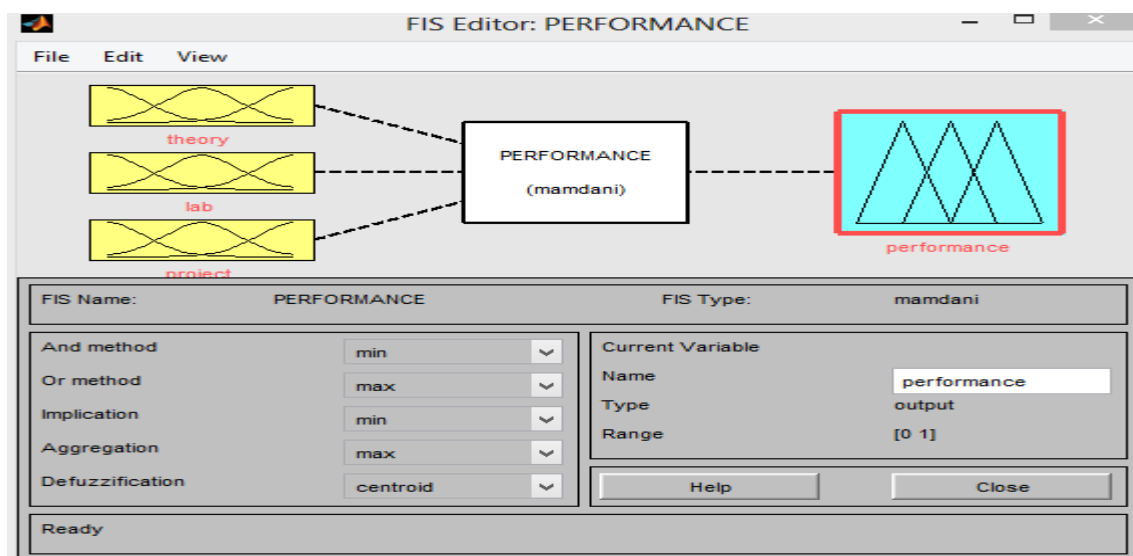 FIS Editor: PERFORMANCE
File Edit View
theory
lab
project
PERFORMANCE
(mamdani)
performance
FIS Name: PERFORMANCE FIS Type: mamdani
And method min
Or method max
Implication min
Aggregation max
Defuzzification centroid
Current Variable
Name performance
Type output
Range [0 1]
Help Close
Ready